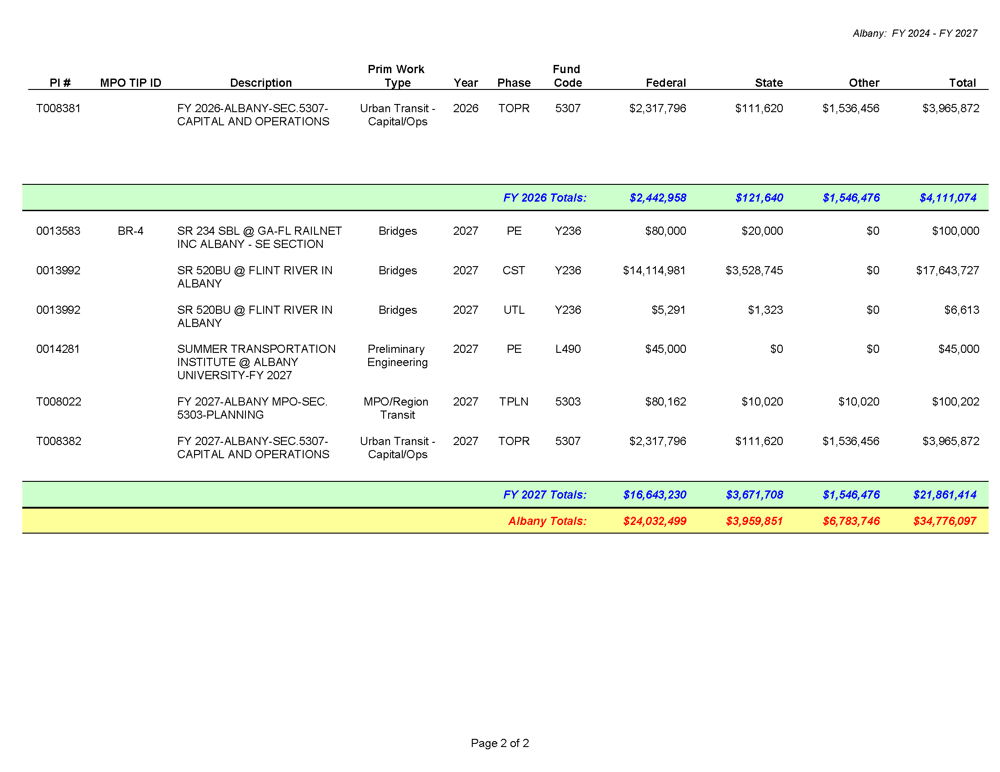 Albany: FY 2024 - FY 2027
Prim Work Fund
PI # MPO TIP ID Description Type Year Phase Code Federal State Other Total
T008381 FY 2026-ALBANY-SEC.5307- Urban Transit - 2026 TOPR 5307 $2,317,796 $111,620 $1,536,456 $3,965,872
CAPITAL AND OPERATIONS Capital/Ops
FY 2026 Totals: $2,442,958 $121,640 $1,546,476 $4,111,074
0013583 BR-4 SR 234 SBL @ GA-FL RAILNET Bridges 2027 PE Y236 $80,000 $20,000 $0 $100,000
INC ALBANY - SE SECTION
0013992 SR 520BU @ FLINT RIVER IN Bridges 2027 CST Y236 $14,114,981 $3,528,745 $0 $17,643,727
ALBANY
0013992 SR 520BU @ FLINT RIVER IN Bridges 2027 UTL Y236 $5,291 $1,323 $0 $6,613
ALBANY
0014281 SUMMER TRANSPORTATION Preliminary 2027 PE L490 $45,000 $0 $0 $45,000
INSTITUTE @ ALBANY Engineering
UNIVERSITY-FY 2027
T008022 FY 2027-ALBANY MPO-SEC. MPO/Region 2027 TPLN 5303 $80,162 $10,020 $10,020 $100,202
5303-PLANNING Transit
T008382 FY 2027-ALBANY-SEC.5307- Urban Transit - 2027 TOPR 5307 $2,317,796 $111,620 $1,536,456 $3,965,872
CAPITAL AND OPERATIONS Capital/Ops
FY 2027 Totals: $16,643,230 $3,671,708 $1,546,476 $21,861,414
Albany Totals: $24,032,499 $3,959,851 $6,783,746 $34,776,097
Page 2 of 2